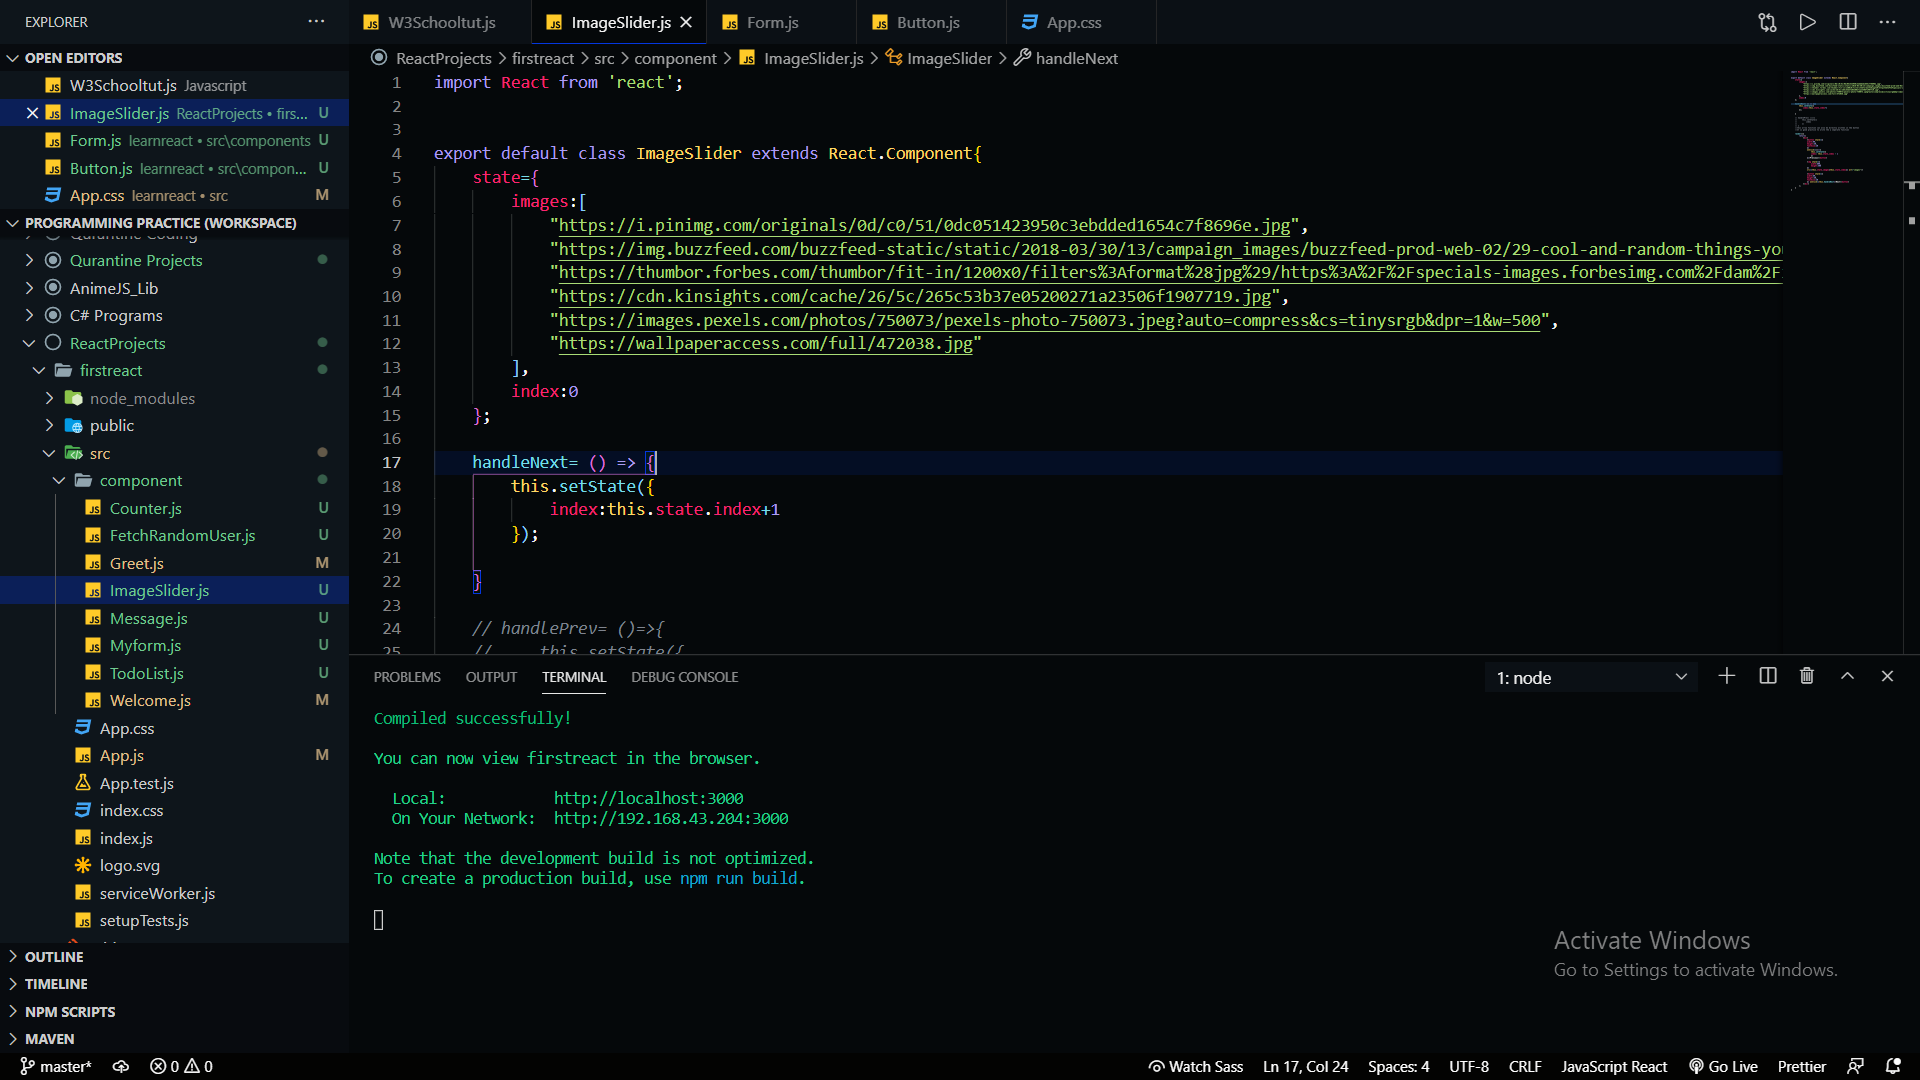 EXPLORER
W3Schooltut.js
ImageSlider.js
Form.js
Button.js
App.css
OPEN EDITORS
W3Schooltut.js Javascript
ImageSlider.js ReactProjects • firs... U
Form.js learnreact • src\components U
Button.js learnreact • src\compon... U
App.css learnreact • src M
PROGRAMMING PRACTICE (WORKSPACE)
Qurantine Coding
Qurantine Projects
AnimeJS_Lib
C# Programs
ReactProjects
firstreact
node_modules
public
src
component
Counter.js U
FetchRandomUser.js U
Greet.js M
ImageSlider.js U
Message.js U
Myform.js U
TodoList.js U
Welcome.js M
App.css
App.js M
App.test.js
index.css
index.js
logo.svg
serviceWorker.js
setupTests.js
OUTLINE
TIMELINE
NPM SCRIPTS
MAVEN
ReactProjects > firstreact > src > component > ImageSlider.js > ImageSlider > handleNext
1 import React from 'react';
2
3
4 export default class ImageSlider extends React.Component{
5 state={
6 images:[
7 "https://i.pinimg.com/originals/0d/c0/51/0dc051423950c3ebdded1654c7f8696e.jpg",
8 "https://img.buzzfeed.com/buzzfeed-static/static/2018-03/30/13/campaign_images/buzzfeed-prod-web-02/29-cool-and-random-things-yo
9 "https://thumbor.forbes.com/thumbor/fit-in/1200x0/filters%3Aformat%28jpg%29/https%3A%2F%2Fspecials-images.forbesimg.com%2Fdam%2F
10 "https://cdn.kinsights.com/cache/26/5c/265c53b37e05200271a23506f1907719.jpg",
11 "https://images.pexels.com/photos/750073/pexels-photo-750073.jpeg?auto=compress&cs=tinysrgb&dpr=1&w=500",
12 "https://wallpaperaccess.com/full/472038.jpg"
13 ],
14 index:0
15 };
16
17 handleNext= () => {
18 this.setState({
19 index:this.state.index+1
20 });
21
22 }
23
24 // handlePrev= ()=>{
25 // this.setState({
PROBLEMS OUTPUT TERMINAL DEBUG CONSOLE 1: node
Compiled successfully!
You can now view firstreact in the browser.
Local: http://localhost:3000
On Your Network: http://192.168.43.204:3000
Note that the development build is not optimized.
To create a production build, use npm run build.
Activate Windows
Go to Settings to activate Windows.
master* 0 0 Watch Sass Ln 17, Col 24 Spaces: 4 UTF-8 CRLF JavaScript React Go Live Prettier